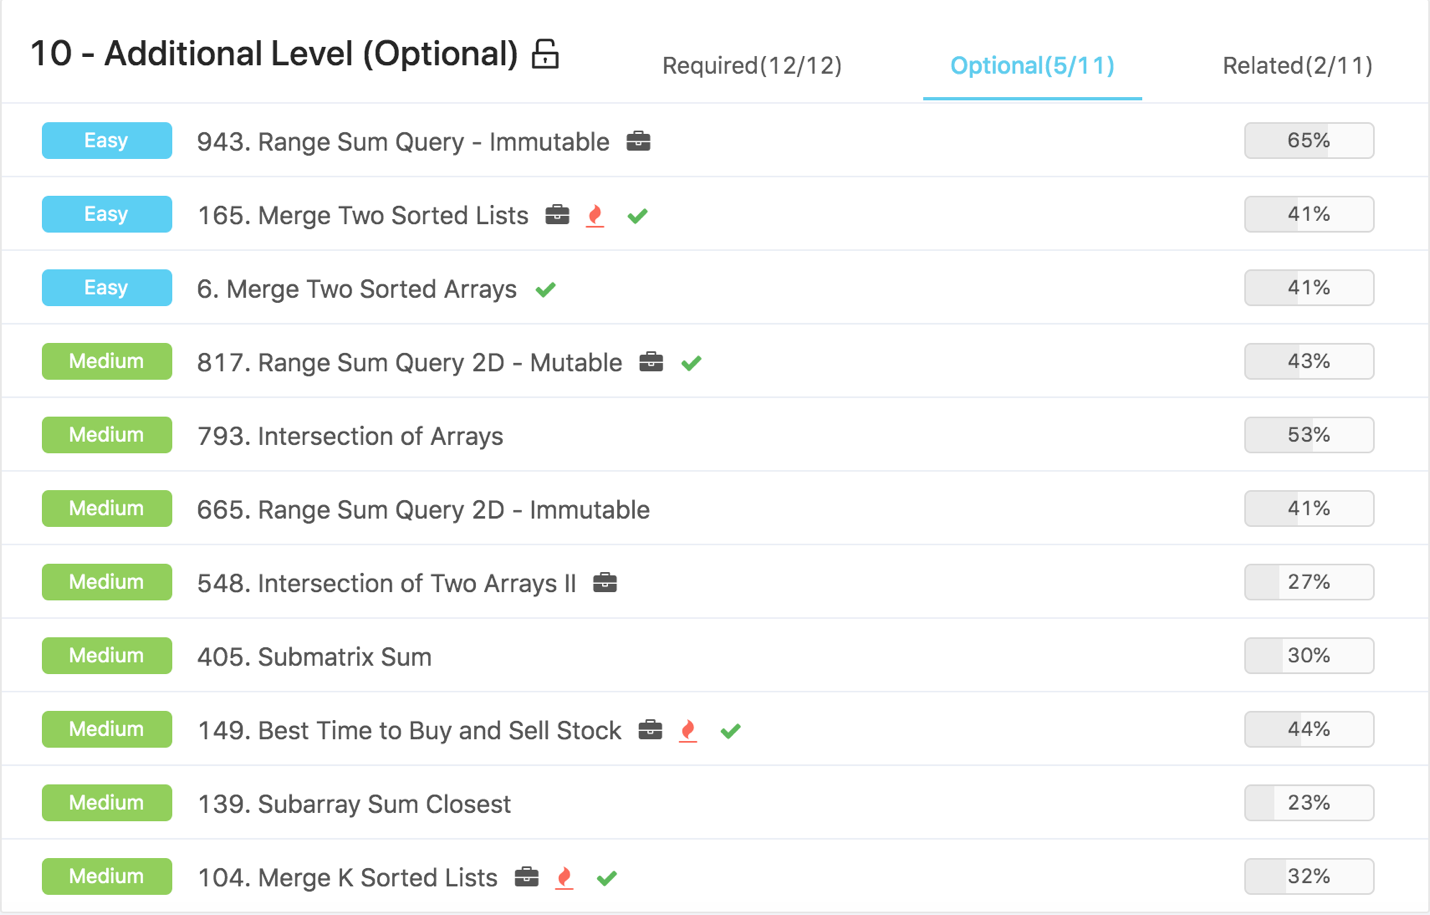 10 - Additional Level (Optional) Required(12/12) Optional(5/11) Related(2/11)
Easy 943. Range Sum Query - Immutable 65%
Easy 165. Merge Two Sorted Lists 41%
Easy 6. Merge Two Sorted Arrays 41%
Medium 817. Range Sum Query 2D - Mutable 43%
Medium 793. Intersection of Arrays 53%
Medium 665. Range Sum Query 2D - Immutable 41%
Medium 548. Intersection of Two Arrays II 27%
Medium 405. Submatrix Sum 30%
Medium 149. Best Time to Buy and Sell Stock 44%
Medium 139. Subarray Sum Closest 23%
Medium 104. Merge K Sorted Lists 32%